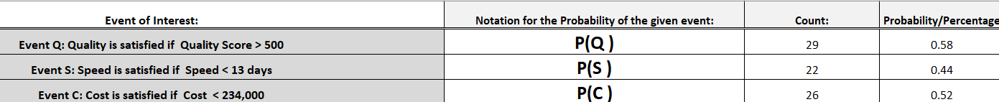 Event of Interest: Notation for the Probability of the given event: Count: Probability/Percentage
Event Q: Quality is satisfied if Quality Score > 500 P(Q ) 29 0.58
Event S: Speed is satisfied if Speed < 13 days P(S ) 22 0.44
Event C: Cost is satisfied if Cost < 234,000 P(C ) 26 0.52